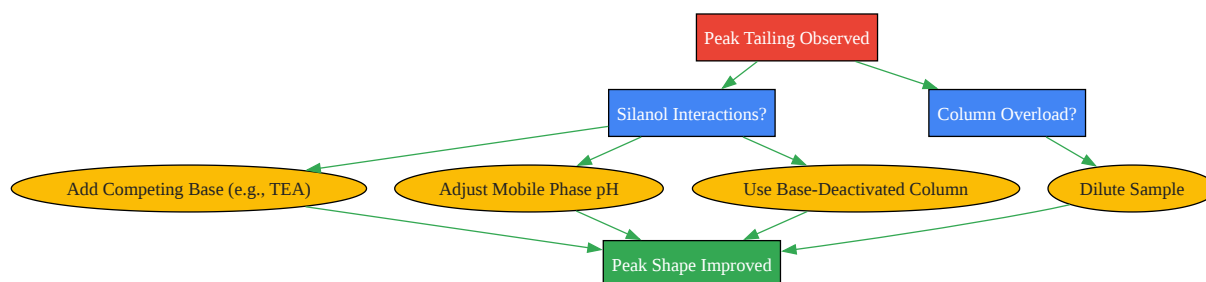 Peak Tailing Observed
Silanol Interactions?
Column Overload?
Add Competing Base (e.g., TEA)
Adjust Mobile Phase pH
Use Base-Deactivated Column
Dilute Sample
Peak Shape Improved